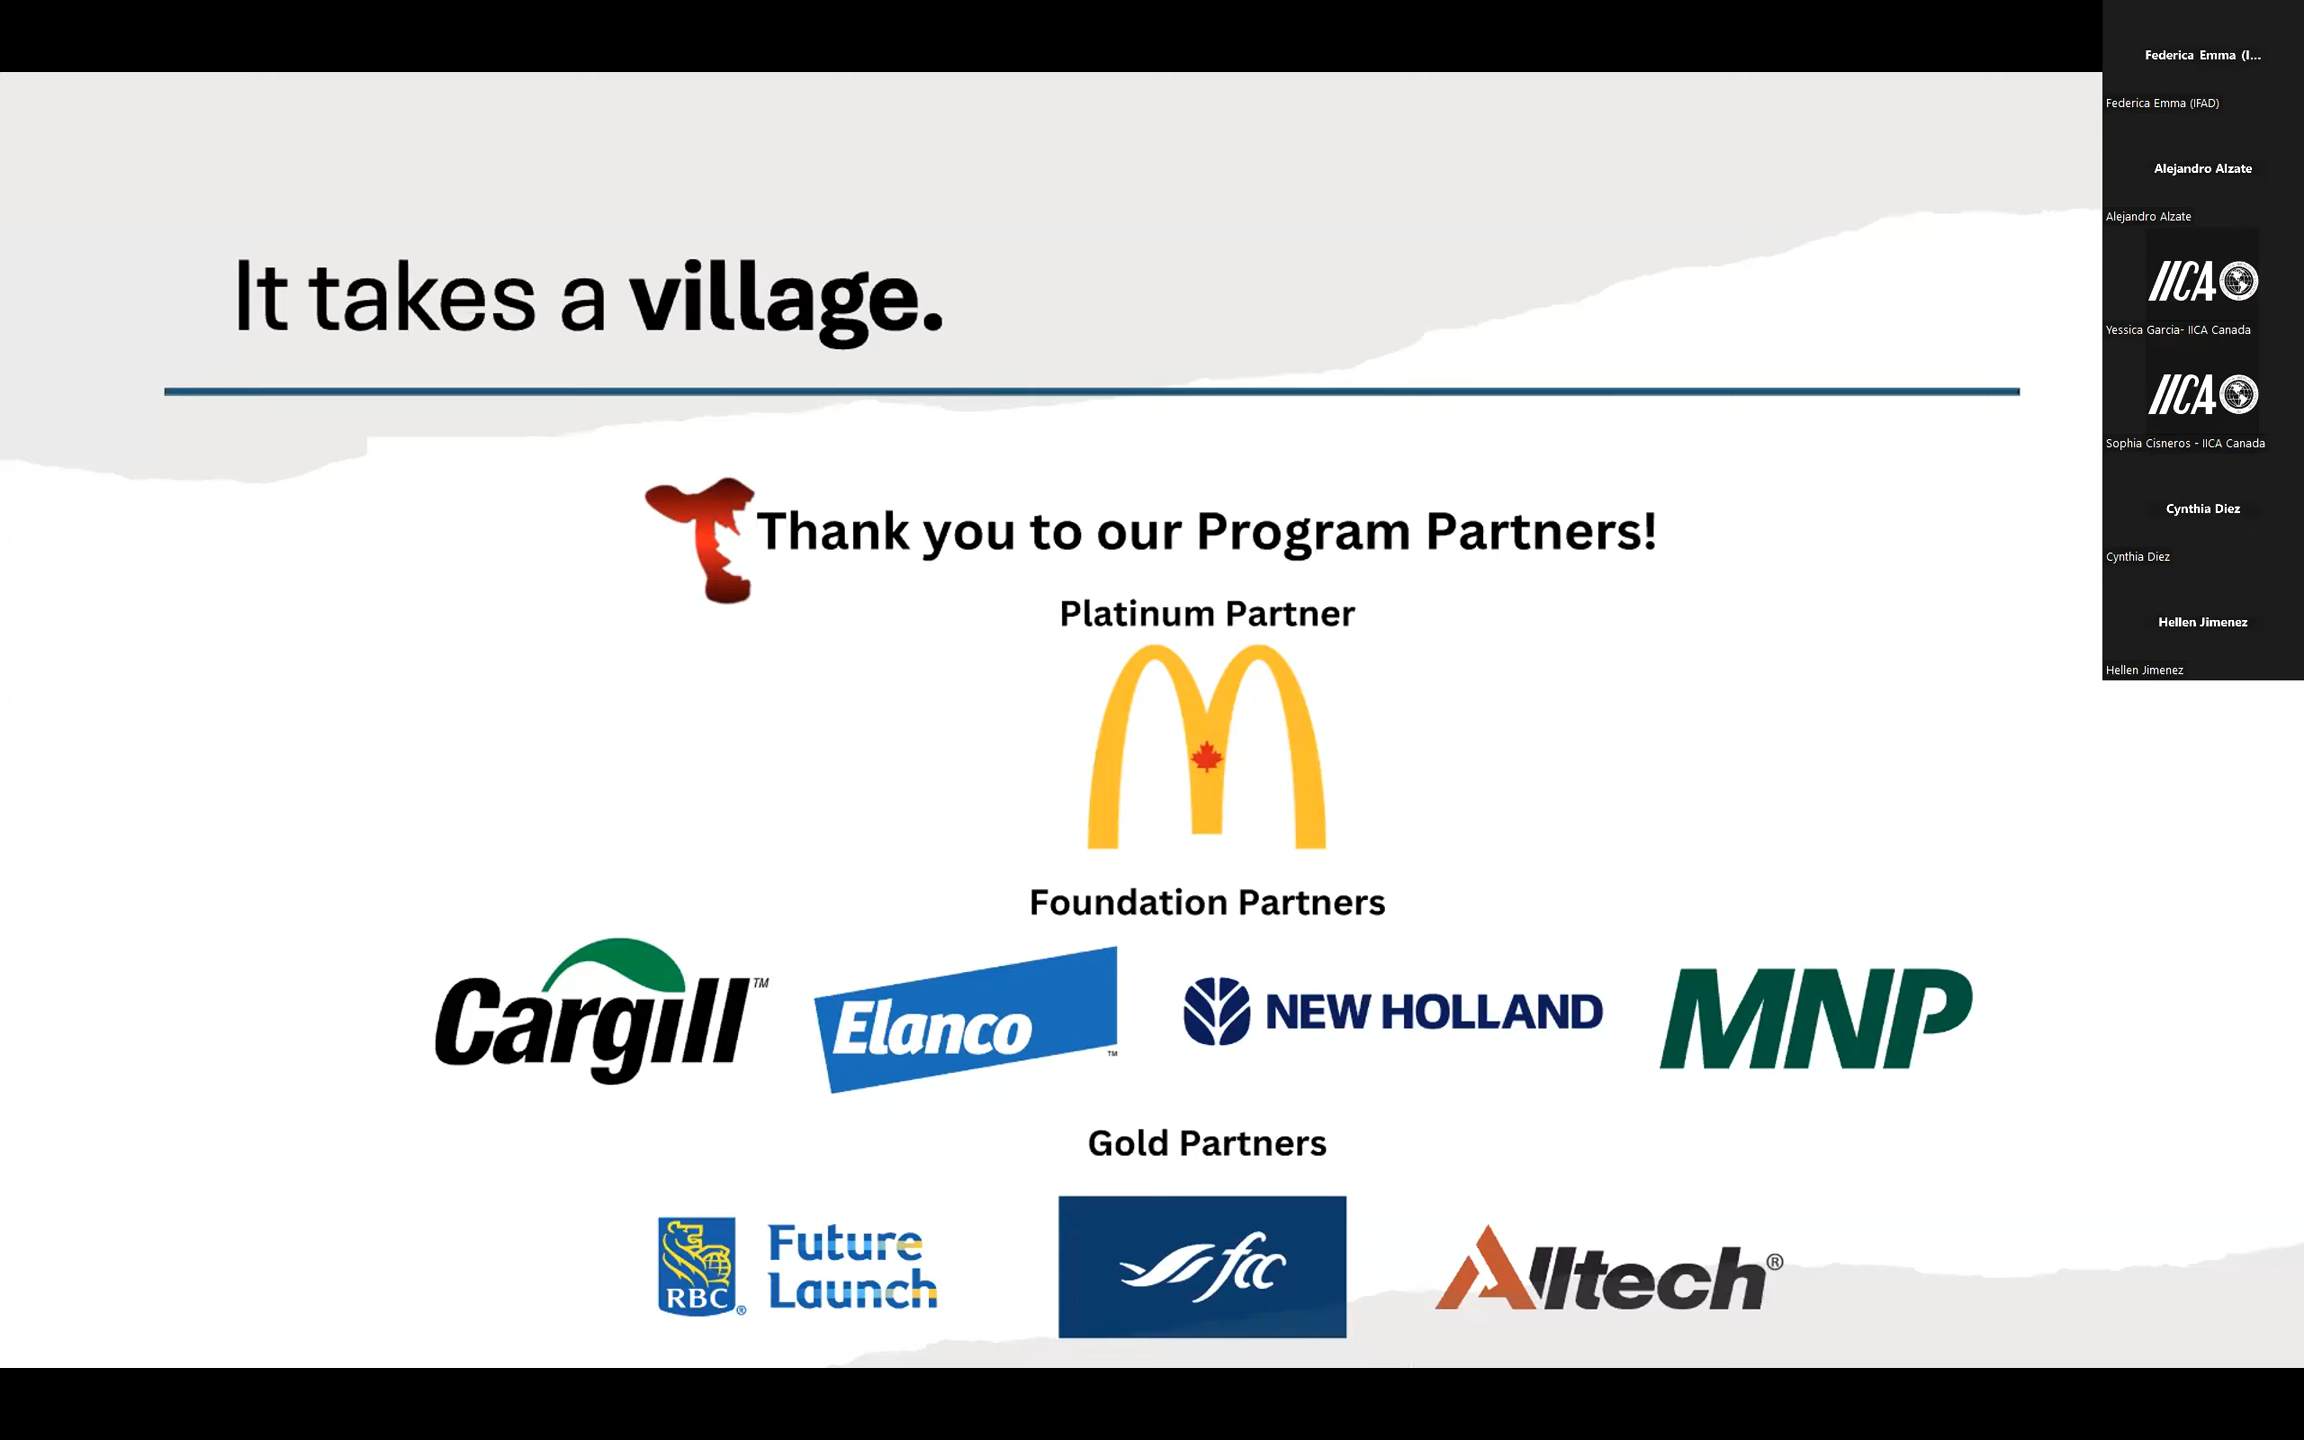 It takes a village.
Thank you to our Program Partners!
Platinum Partner
Foundation Partners
Cargill™
Elanco™
NEW HOLLAND
MNP
Gold Partners
RBC®
Future
Launch
fcc
Alltech®
Federica Emma (I...
Federica Emma (IFAD)
Alejandro Alzate
Alejandro Alzate
IICA
Yessica Garcia- IICA Canada
IICA
Sophia Cisneros - IICA Canada
Cynthia Diez
Cynthia Diez
Hellen Jimenez
Hellen Jimenez